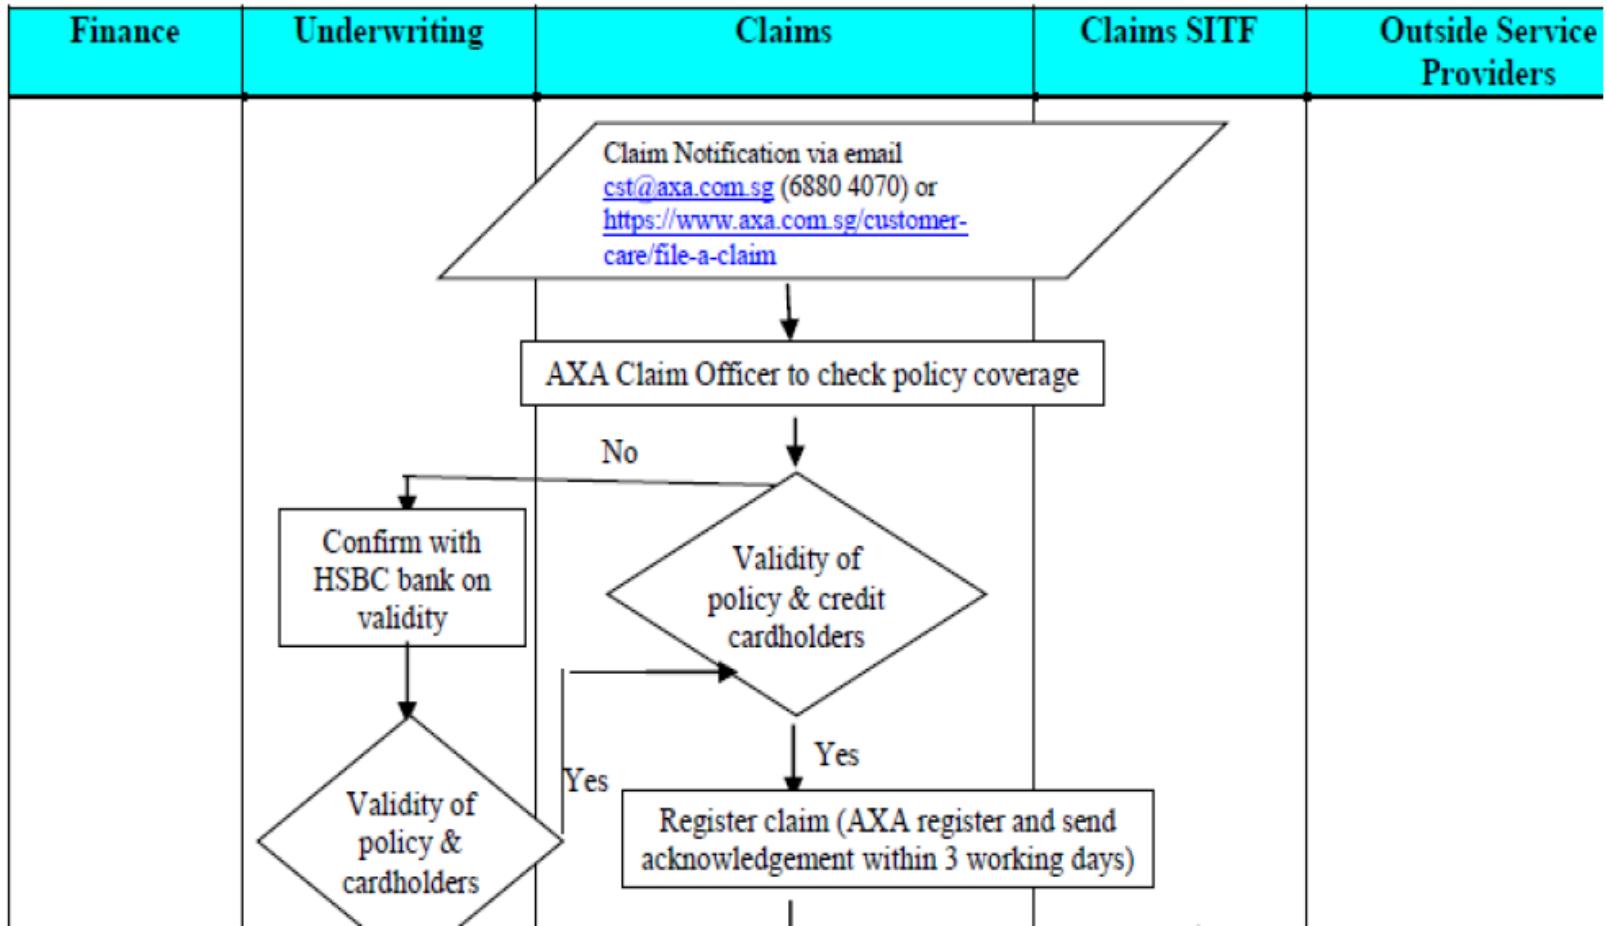 Finance
Underwriting
Claims
Claims SITF
Outside Service
Providers
Claim Notification via email
cst@axa.com.sg (6880 4070) or
https://www.axa.com.sg/customer-
care/file-a-claim
AXA Claim Officer to check policy coverage
No
Confirm with
HSBC bank on
validity
Validity of
policy & credit
cardholders
Yes
Yes
Validity of
policy &
cardholders
Register claim (AXA register and send
acknowledgement within 3 working days)